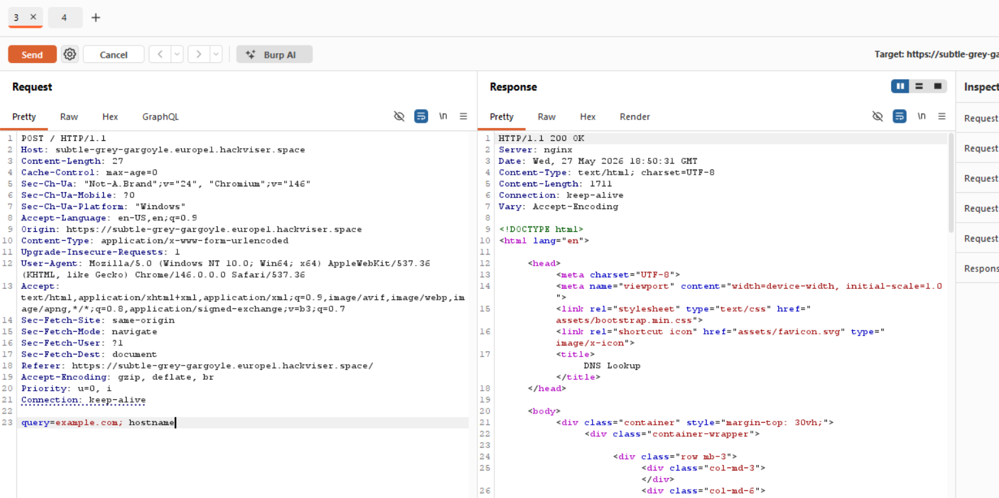 3 × 4 +
Send Cancel < > Burp AI Target: https://subtle-grey-ga
Request
Pretty Raw Hex GraphQL \n
1 POST / HTTP/1.1
2 Host: subtle-grey-gargoyle.europe1.hackviser.space
3 Content-Length: 27
4 Cache-Control: max-age=0
5 Sec-Ch-Ua: "Not-A.Brand";v="24", "Chromium";v="146"
6 Sec-Ch-Ua-Mobile: ?0
7 Sec-Ch-Ua-Platform: "Windows"
8 Accept-Language: en-US,en;q=0.9
9 Origin: https://subtle-grey-gargoyle.europe1.hackviser.space
10 Content-Type: application/x-www-form-urlencoded
11 Upgrade-Insecure-Requests: 1
12 User-Agent: Mozilla/5.0 (Windows NT 10.0; Win64; x64) AppleWebKit/537.36
(KHTML, like Gecko) Chrome/146.0.0.0 Safari/537.36
13 Accept:
text/html,application/xhtml+xml,application/xml;q=0.9,image/avif,image/webp,im
age/apng,*/*;q=0.8,application/signed-exchange;v=b3;q=0.7
14 Sec-Fetch-Site: same-origin
15 Sec-Fetch-Mode: navigate
16 Sec-Fetch-User: ?1
17 Sec-Fetch-Dest: document
18 Referer: https://subtle-grey-gargoyle.europe1.hackviser.space/
19 Accept-Encoding: gzip, deflate, br
20 Priority: u=0, i
21 Connection: keep-alive
22
23 query=example.com; hostname
Response
Pretty Raw Hex Render \n
1 HTTP/1.1 200 OK
2 Server: nginx
3 Date: Wed, 27 May 2026 18:50:31 GMT
4 Content-Type: text/html; charset=UTF-8
5 Content-Length: 1711
6 Connection: keep-alive
7 Vary: Accept-Encoding
8
9 <!DOCTYPE html>
10 <html lang="en">
11
12 <head>
13 <meta charset="UTF-8">
14 <meta name="viewport" content="width=device-width, initial-scale=1.0
">
15 <link rel="stylesheet" type="text/css" href="
assets/bootstrap.min.css">
16 <link rel="shortcut icon" href="assets/favicon.svg" type="
image/x-icon">
17 <title>
DNS Lookup
</title>
18 </head>
19
20 <body>
21 <div class="container" style="margin-top: 30vh;">
22 <div class="container-wrapper">
23
24 <div class="row mb-3">
25 <div class="col-md-3">
</div>
26 <div class="col-md-6">
Inspect
Request
Request
Request
Request
Request
Respons